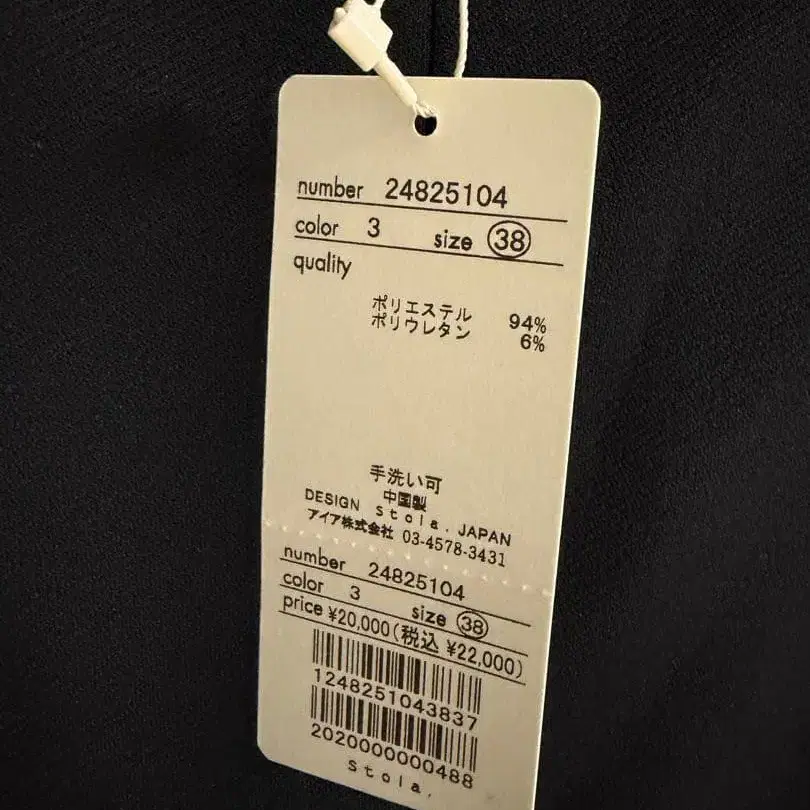 number 24825104
color 3 size 38
quality
ポリエステル 94%
ポリウレタン 6%
手洗い可
中国製
DESIGN Stola. JAPAN
アイア株式会社 03-4578-3431
number 24825104
color 3 size 38
price ¥20,000(税込 ¥22,000)
1248251043837
2020000000488
Stola.